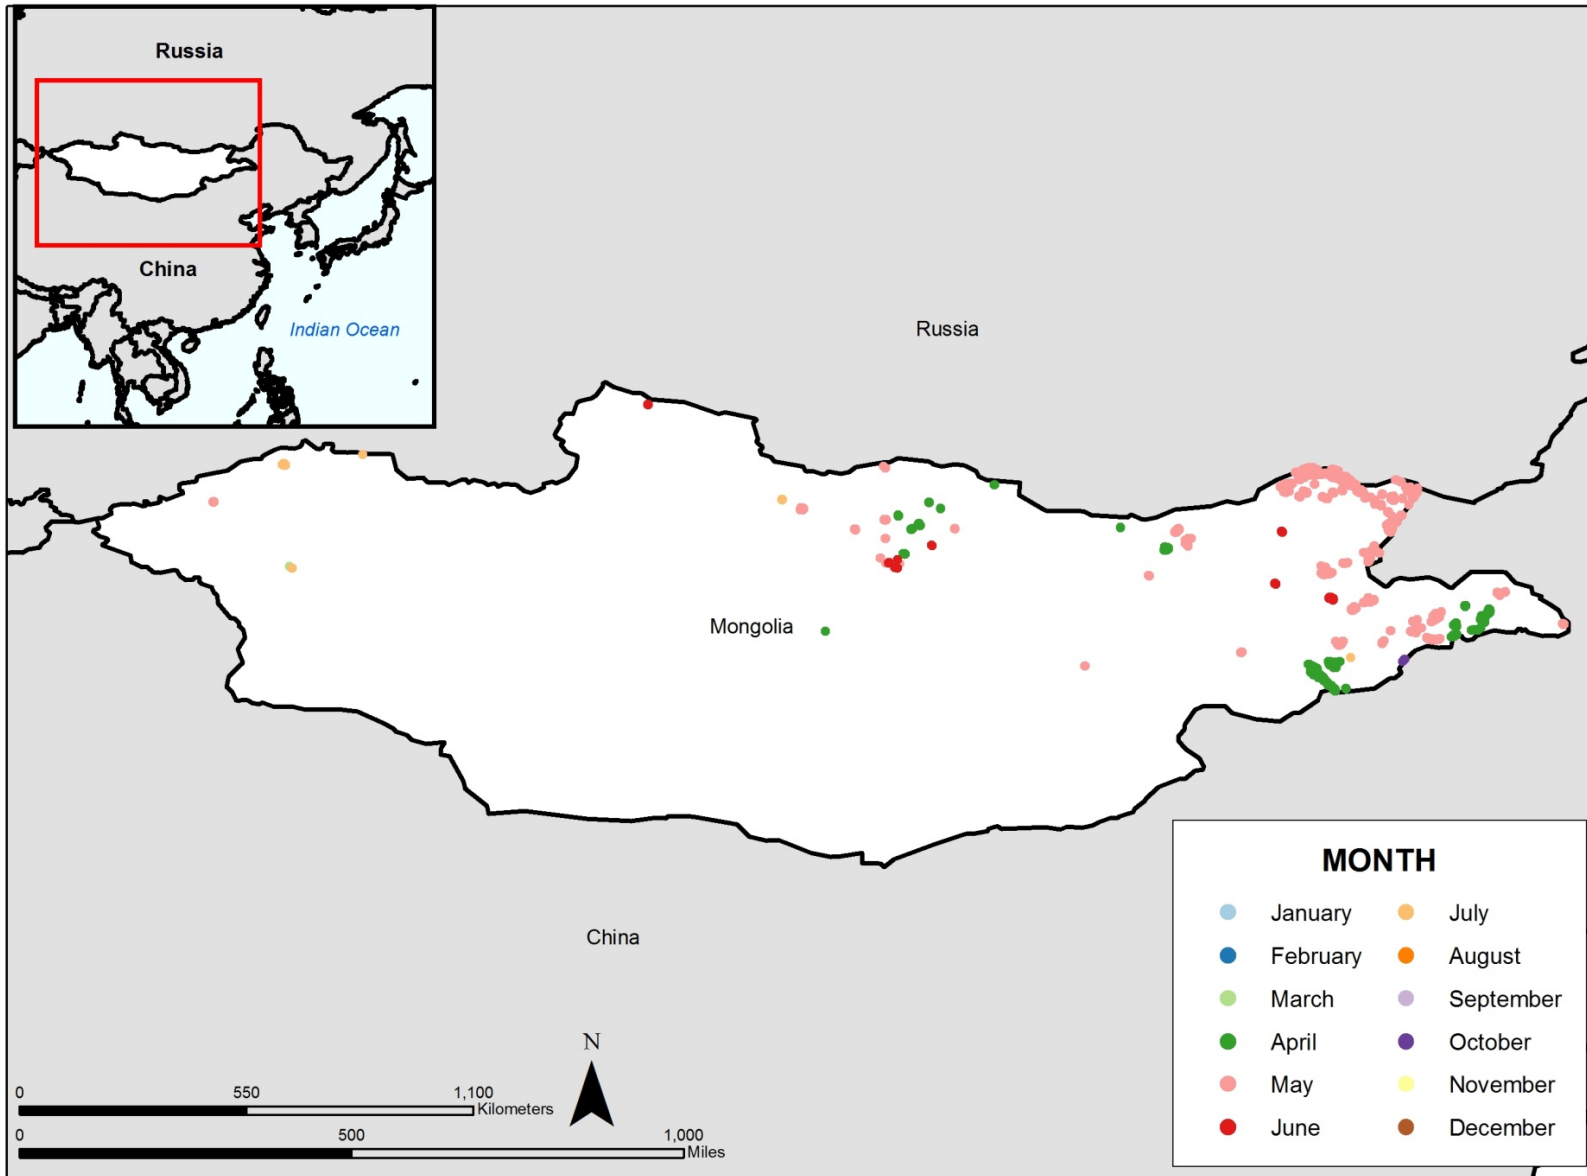 Russia
China
Indian Ocean
Russia
Mongolia
China
MONTH
January
July
February
August
March
September
April
October
May
November
June
December
N
0 550 1,100
Kilometers
0 500 1,000
Miles